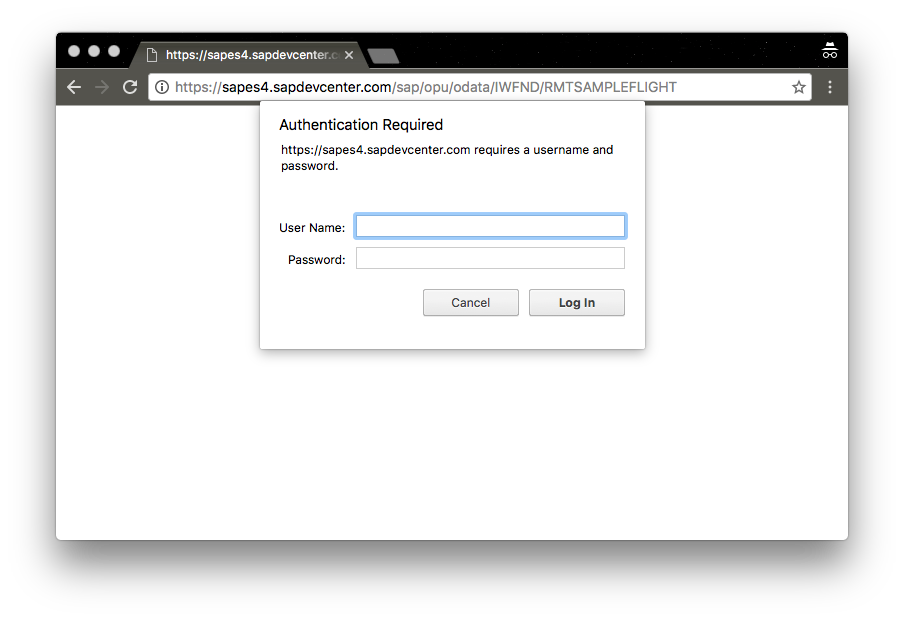 https://sapes4.sapdevcenter.c
https://sapes4.sapdevcenter.com/sap/opu/odata/IWFND/RMTSAMPLEFLIGHT
Authentication Required
https://sapes4.sapdevcenter.com requires a username and
password.
User Name:
Password:
Cancel
Log In